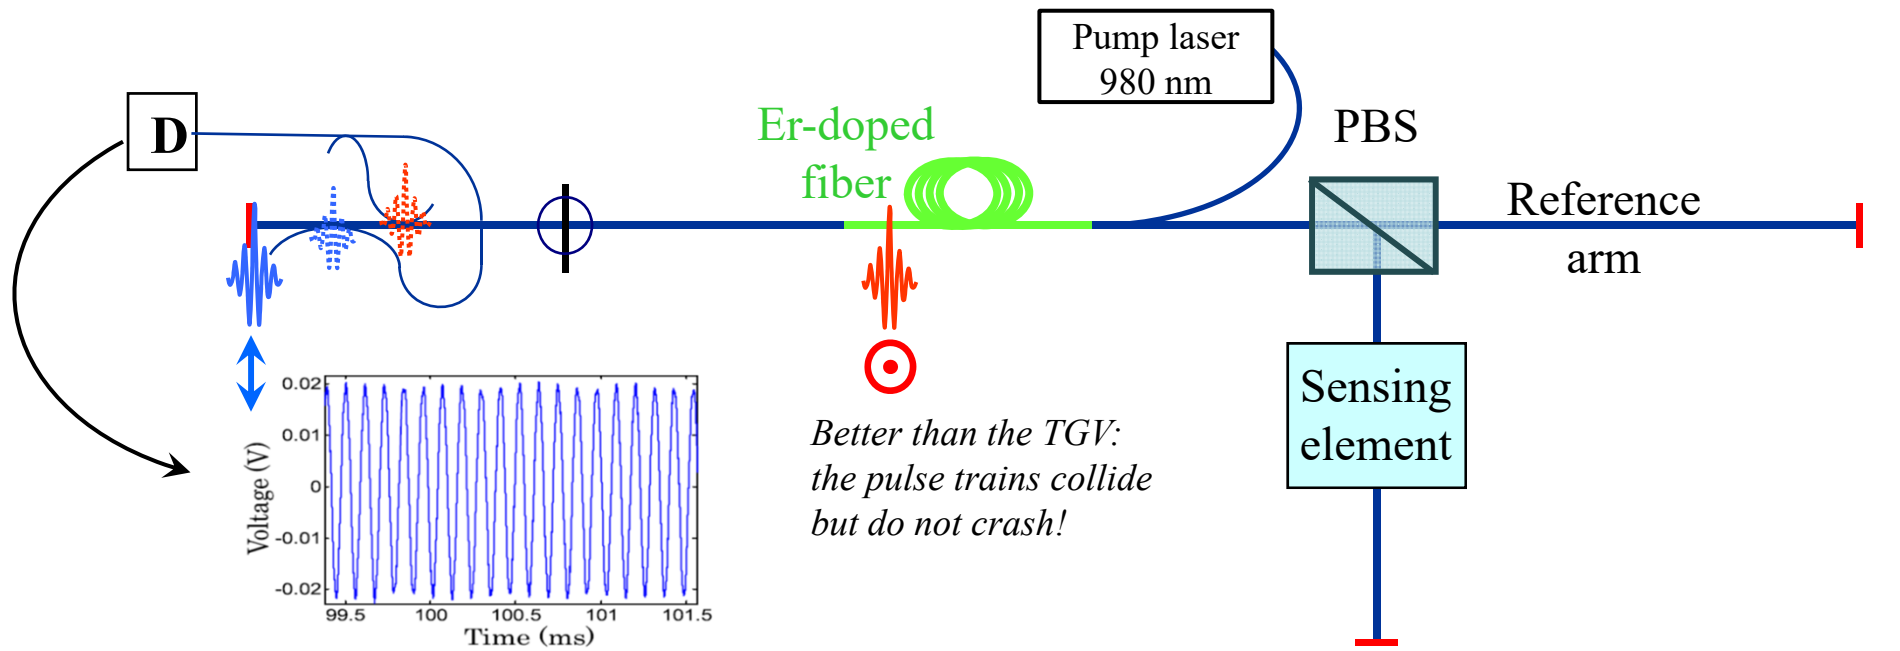 Pump laser
980 nm
D
Er-doped
fiber
PBS
Reference
arm
Sensing
element
Better than the TGV:
the pulse trains collide
but do not crash!
Voltage (V)
0.02
0.01
0
-0.01
-0.02
99.5 100 100.5 101 101.5
Time (ms)